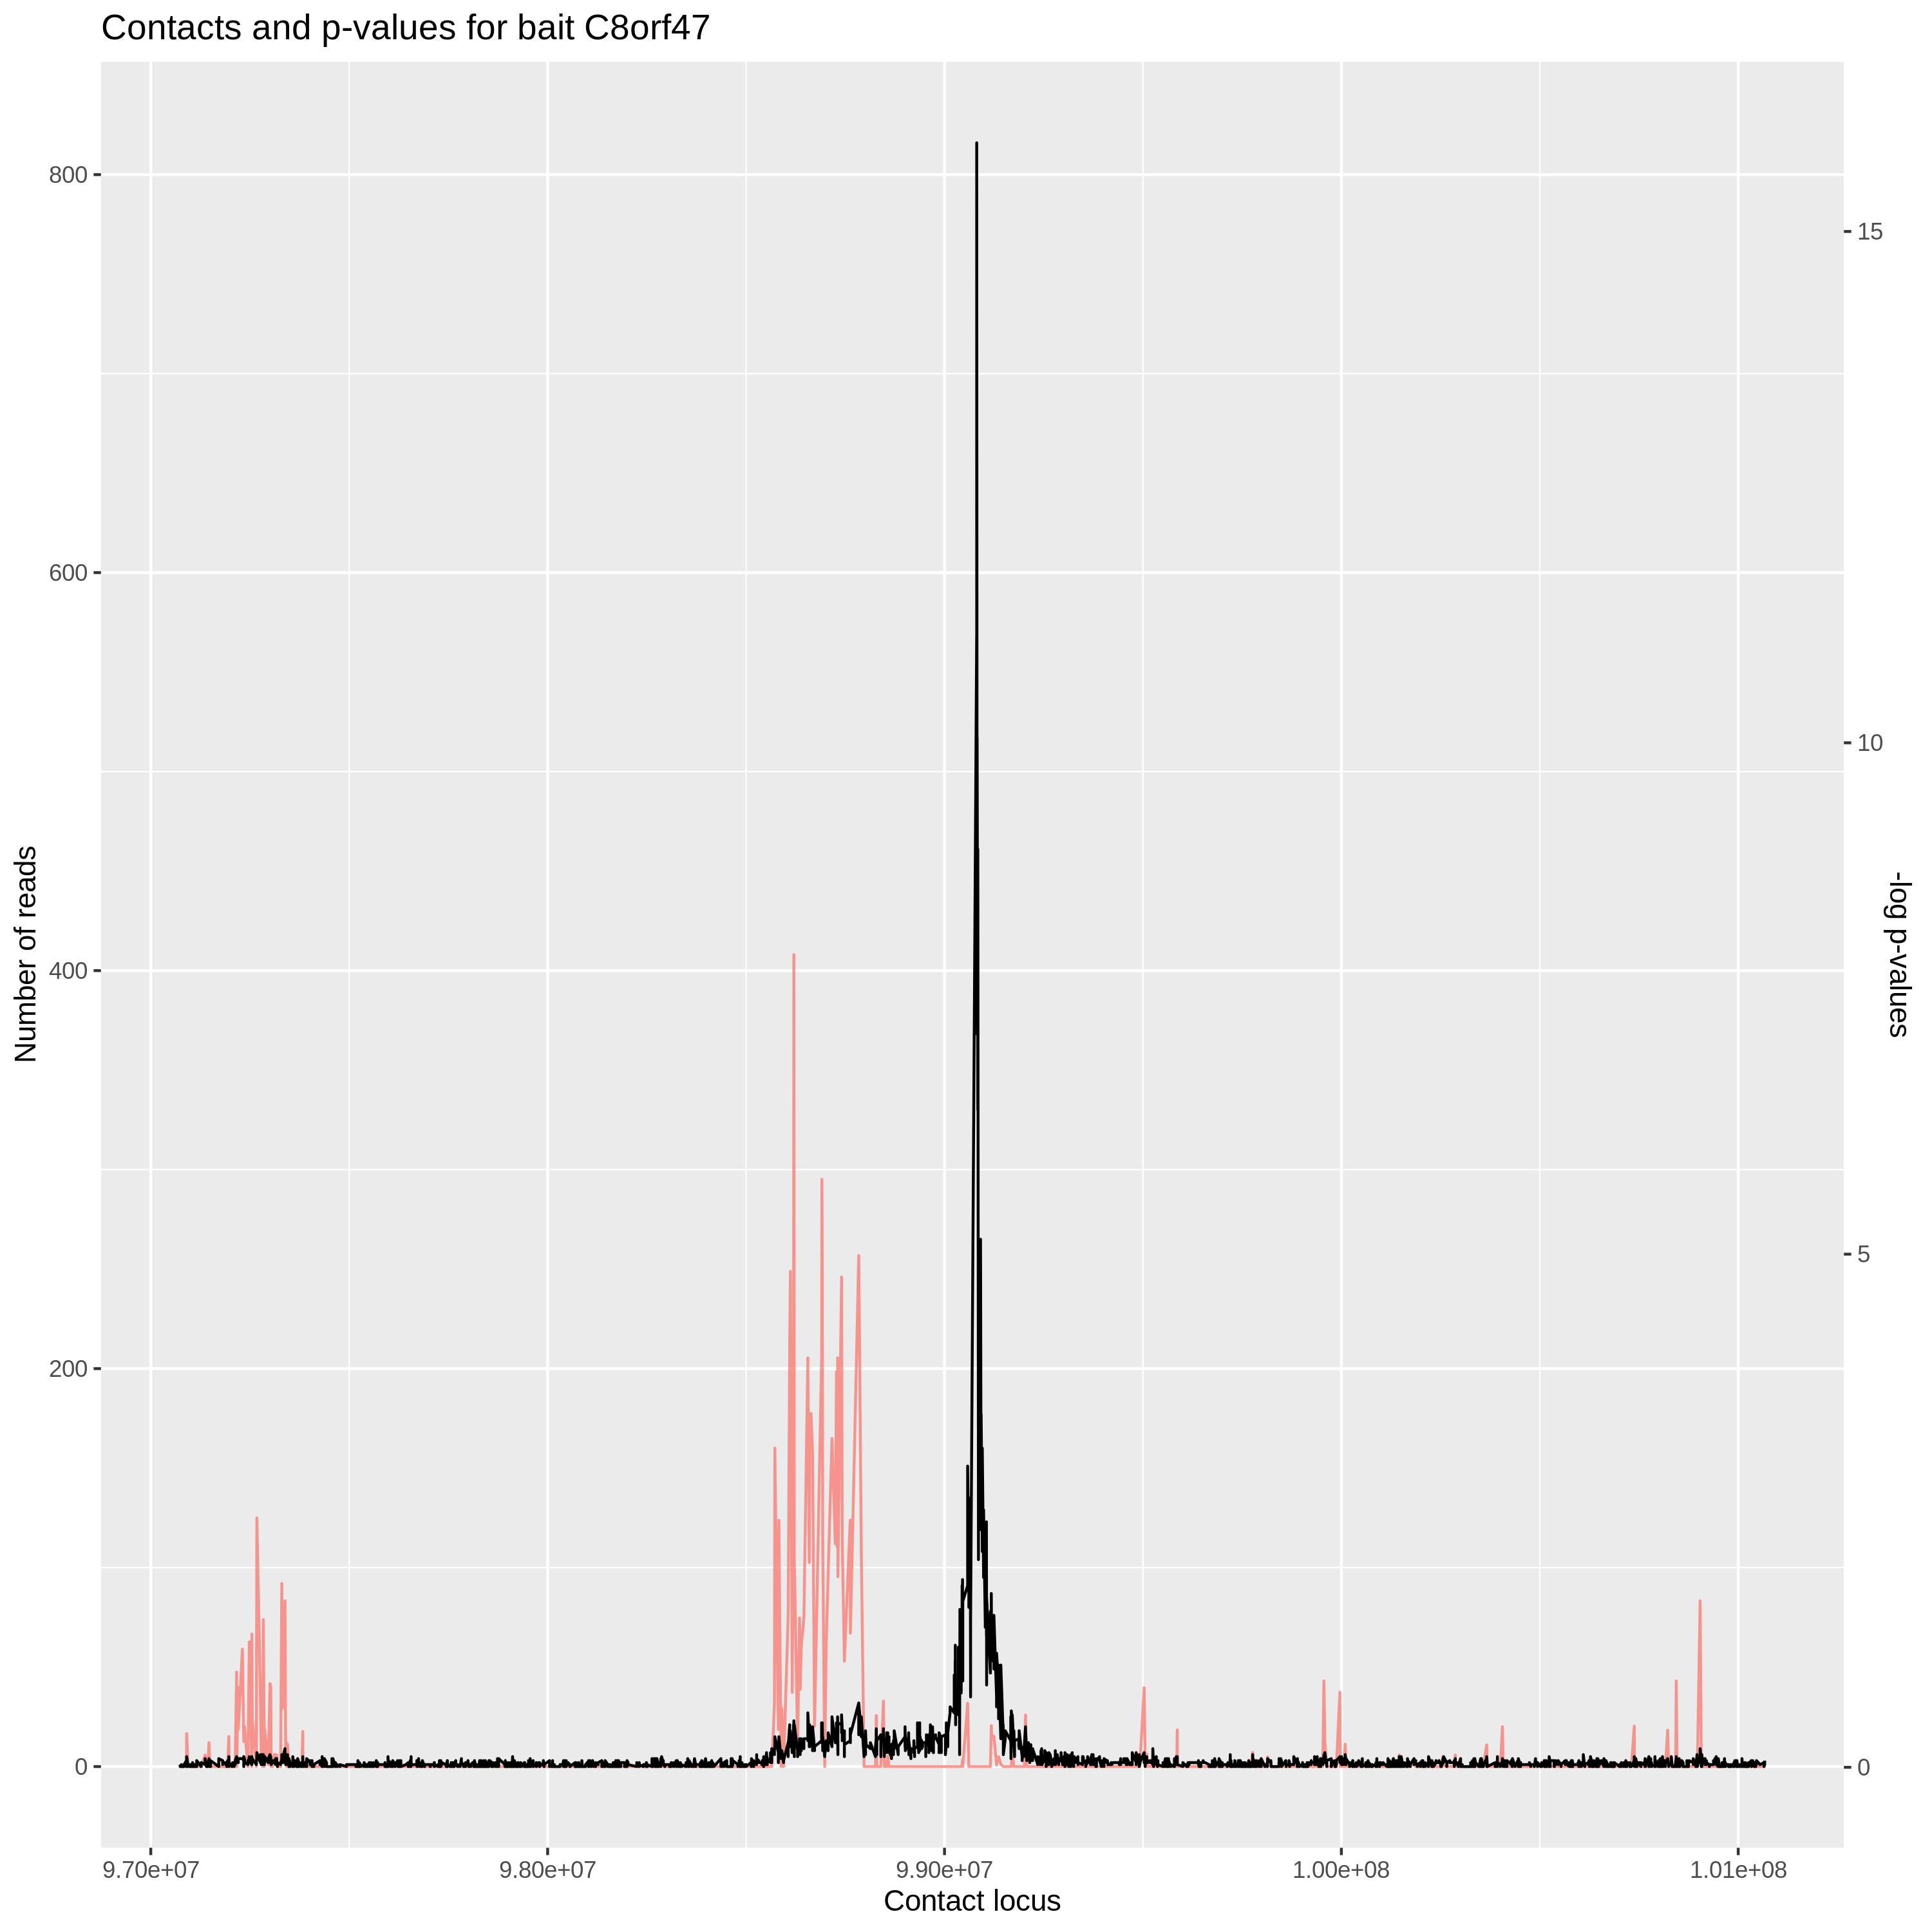 Contacts and p-values for bait C8orf47
800
600
400
200
0
Number of reads
15
10
5
0
-log p-values
9.70e+07
9.80e+07
9.90e+07
1.00e+08
1.01e+08
Contact locus